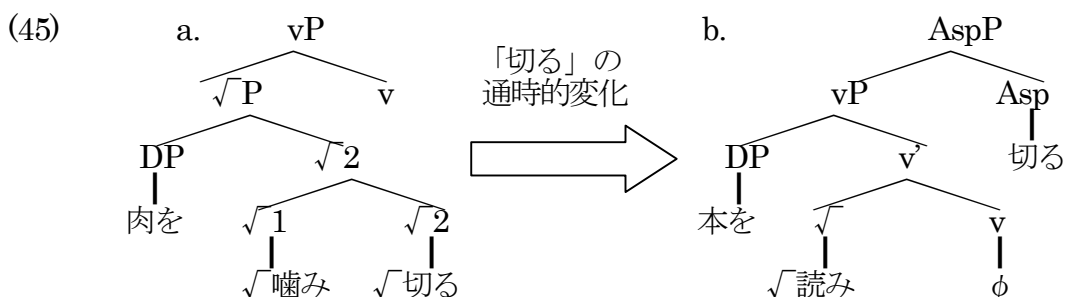 (45) a. vP b. AspP
「切る」の
通時的変化
√P v vP Asp
DP √2 DP v' 切る
肉を √1 √2 本を √ v
√噛み √切る √読み φ